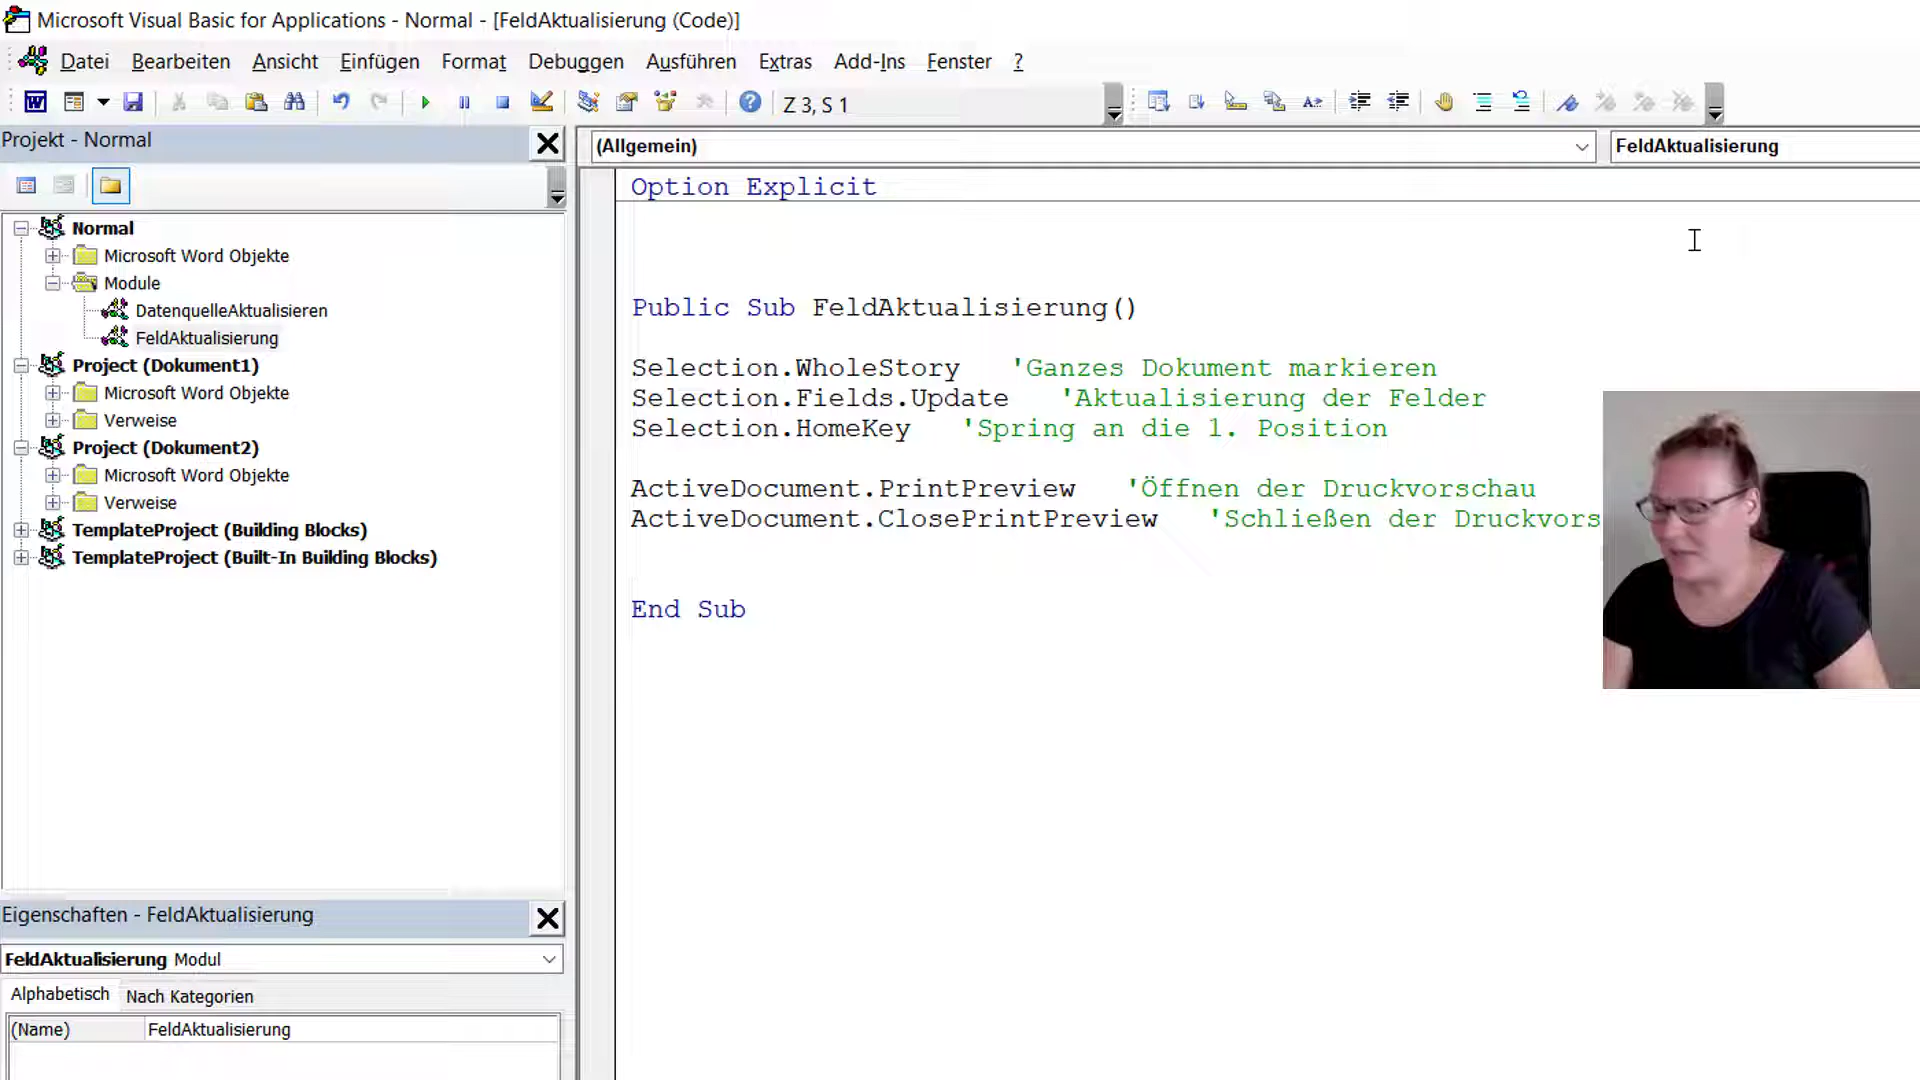 Microsoft Visual Basic for Applications - Normal - [FeldAktualisierung (Code)]
Datei Bearbeiten Ansicht Einfügen Format Debuggen Ausführen Extras Add-Ins Fenster ?
Z 3, S 1
Projekt - Normal
(Allgemein)
FeldAktualisierung
Normal
Microsoft Word Objekte
Module
DatenquelleAktualisieren
FeldAktualisierung
Project (Dokument1)
Microsoft Word Objekte
Verweise
Project (Dokument2)
Microsoft Word Objekte
Verweise
TemplateProject (Building Blocks)
TemplateProject (Built-In Building Blocks)
Option Explicit
Public Sub FeldAktualisierung()
Selection.WholeStory 'Ganzes Dokument markieren
Selection.Fields.Update 'Aktualisierung der Felder
Selection.HomeKey 'Spring an die 1. Position
ActiveDocument.PrintPreview 'Öffnen der Druckvorschau
ActiveDocument.ClosePrintPreview 'Schließen der Druckvors
End Sub
Eigenschaften - FeldAktualisierung
FeldAktualisierung Modul
Alphabetisch Nach Kategorien
(Name) FeldAktualisierung